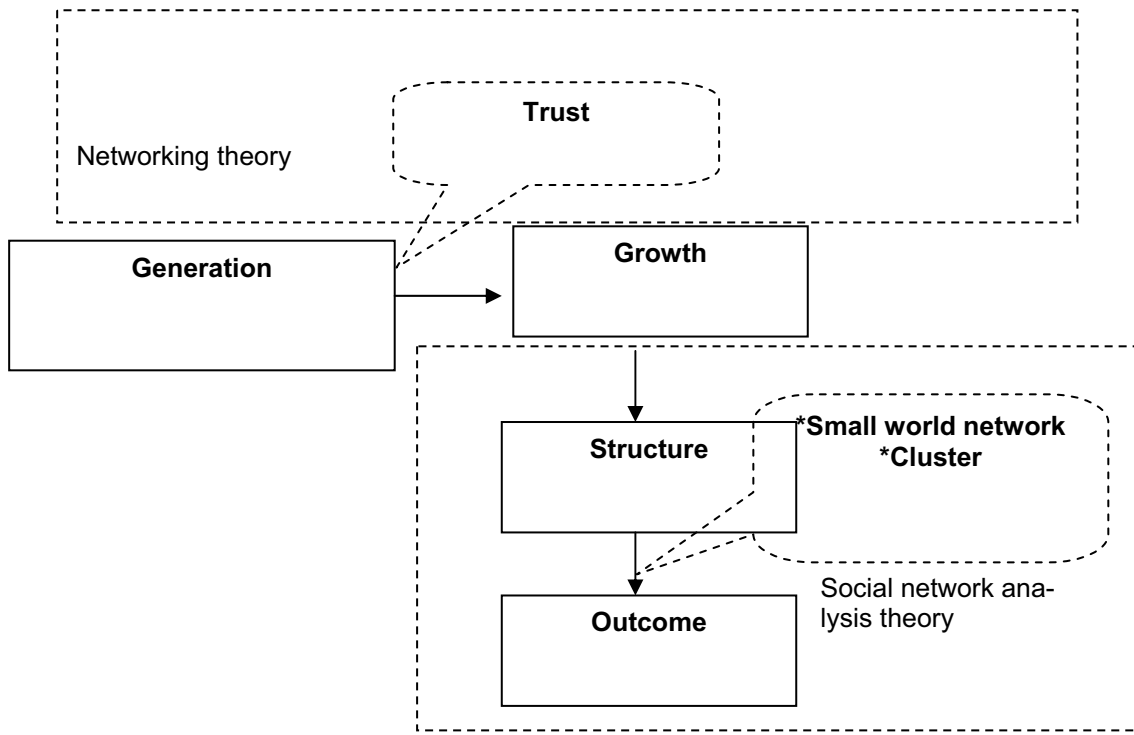 Trust
Networking theory
Generation
Growth
*Small world network
*Cluster
Structure
Social network ana-
lysis theory
Outcome